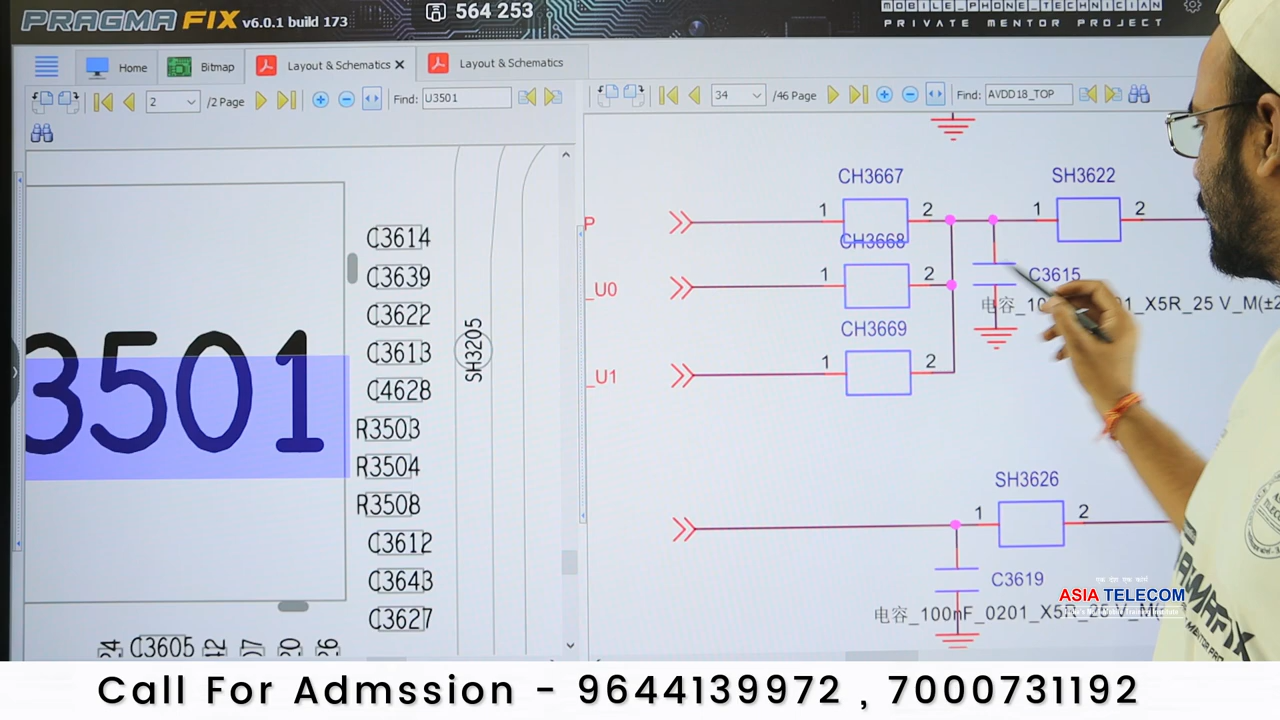 PRAGMA FIX v6.0.1 build 173
564 253
MOBILE_PHONE_TECHNICIAN
PRIVATE MENTOR PROJECT
Home
Bitmap
Layout & Schematics
Layout & Schematics
2
/2 Page
Find: U3501
34
/46 Page
Find: AVDD18_TOP
3501
C3614
C3639
C3622
C3613
C4628
R3503
R3504
R3508
C3612
C3643
C3627
SH3205
C3605
P
_U0
_U1
CH3667
1
2
CH3668
1
2
CH3669
1
2
SH3622
1
2
C3615
SH3626
1
2
C3619
电容_100nF_0201_X5R_25 V_M(
ASIA TELECOM
Call For Admssion - 9644139972 , 7000731192